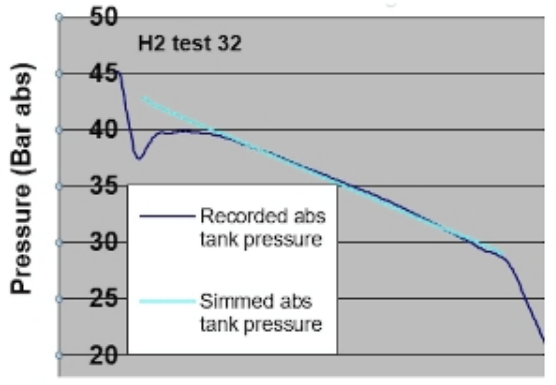 50
H2 test 32
45
40
35
30
25
20
Pressure (Bar abs)
Recorded abs
tank pressure
Simmed abs
tank pressure